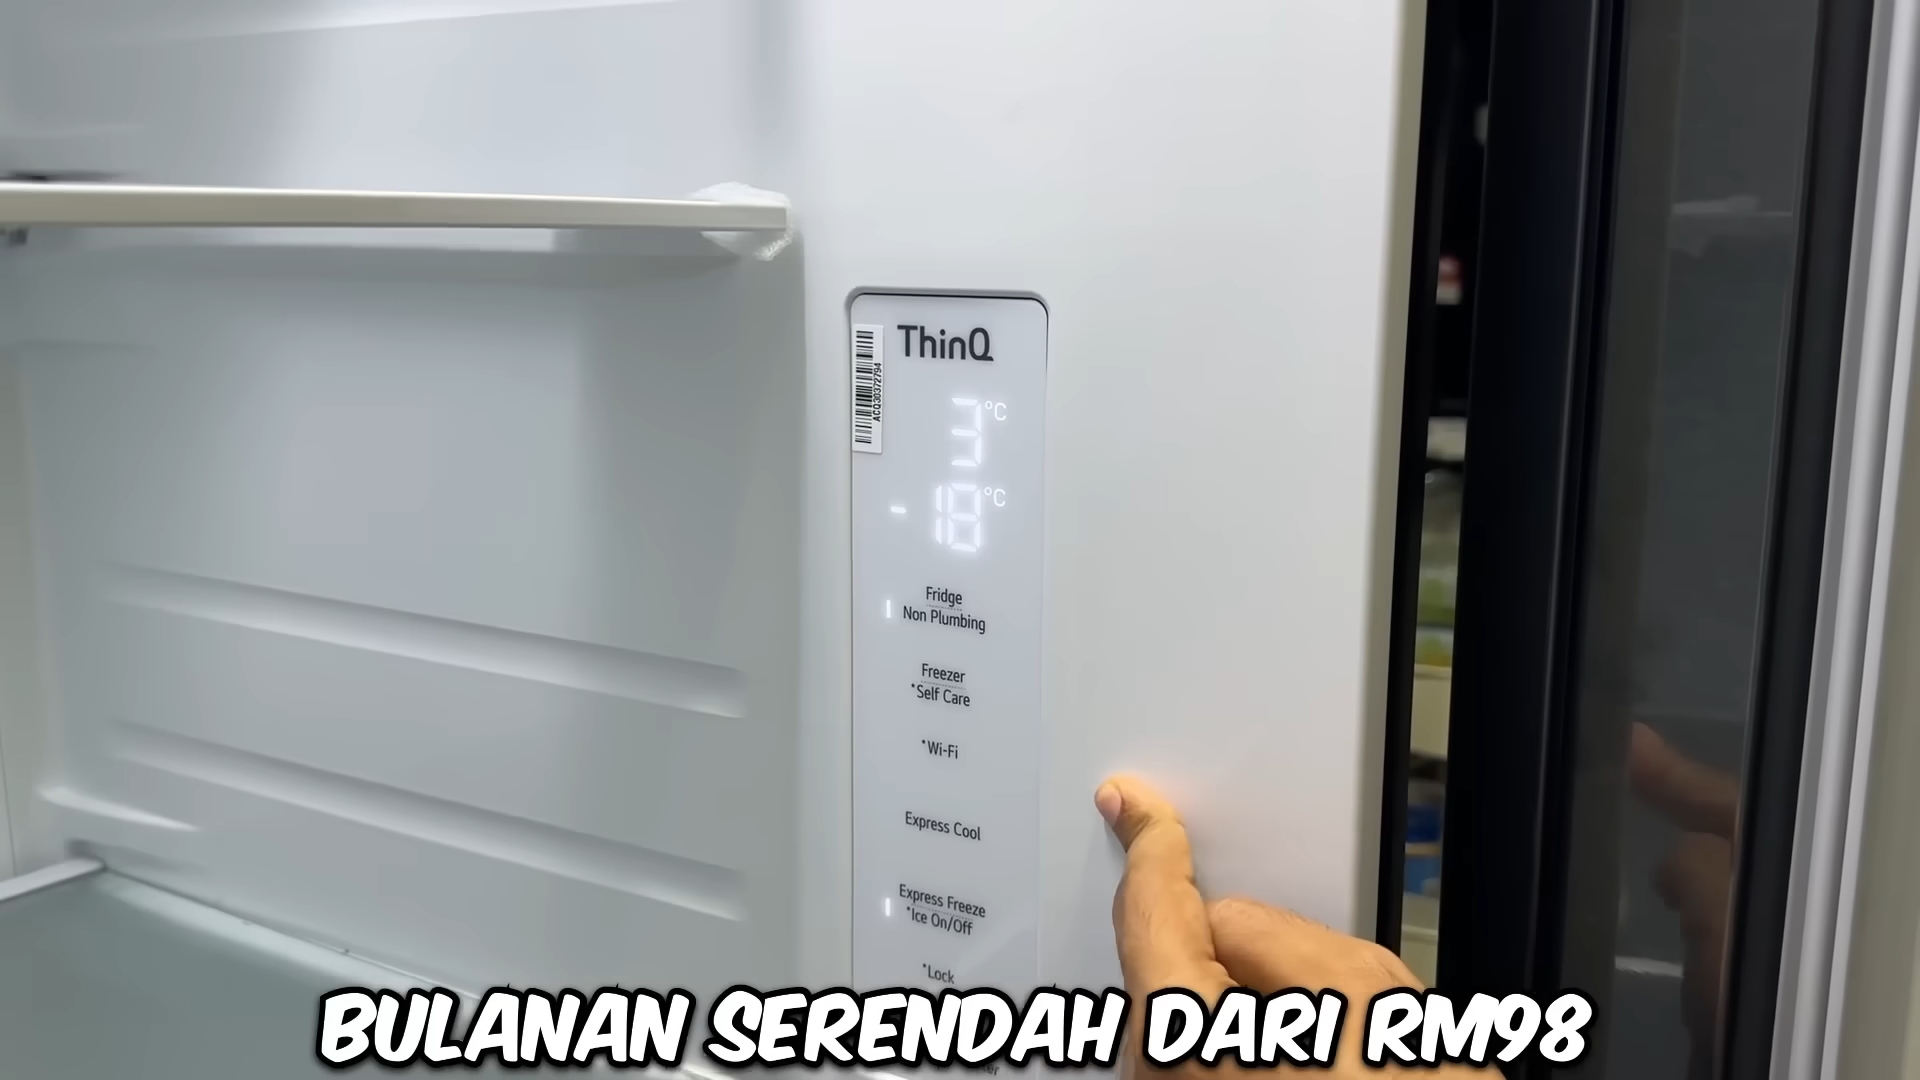 ThinQ
ACQ30372794
3°C
-18°C
Fridge
Non Plumbing
Freezer
*Self Care
*Wi-Fi
Express Cool
Express Freeze
*Ice On/Off
*Lock
BULANAN SERENDAH DARI RM98